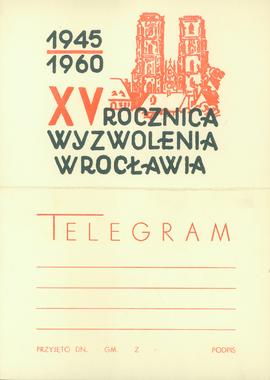 1945
1960
XV ROCZNICA
WYZWOLENIA
WROCŁAWIA
TELEGRAM
PRZYJĘTO DN. GM. Z PODPIS